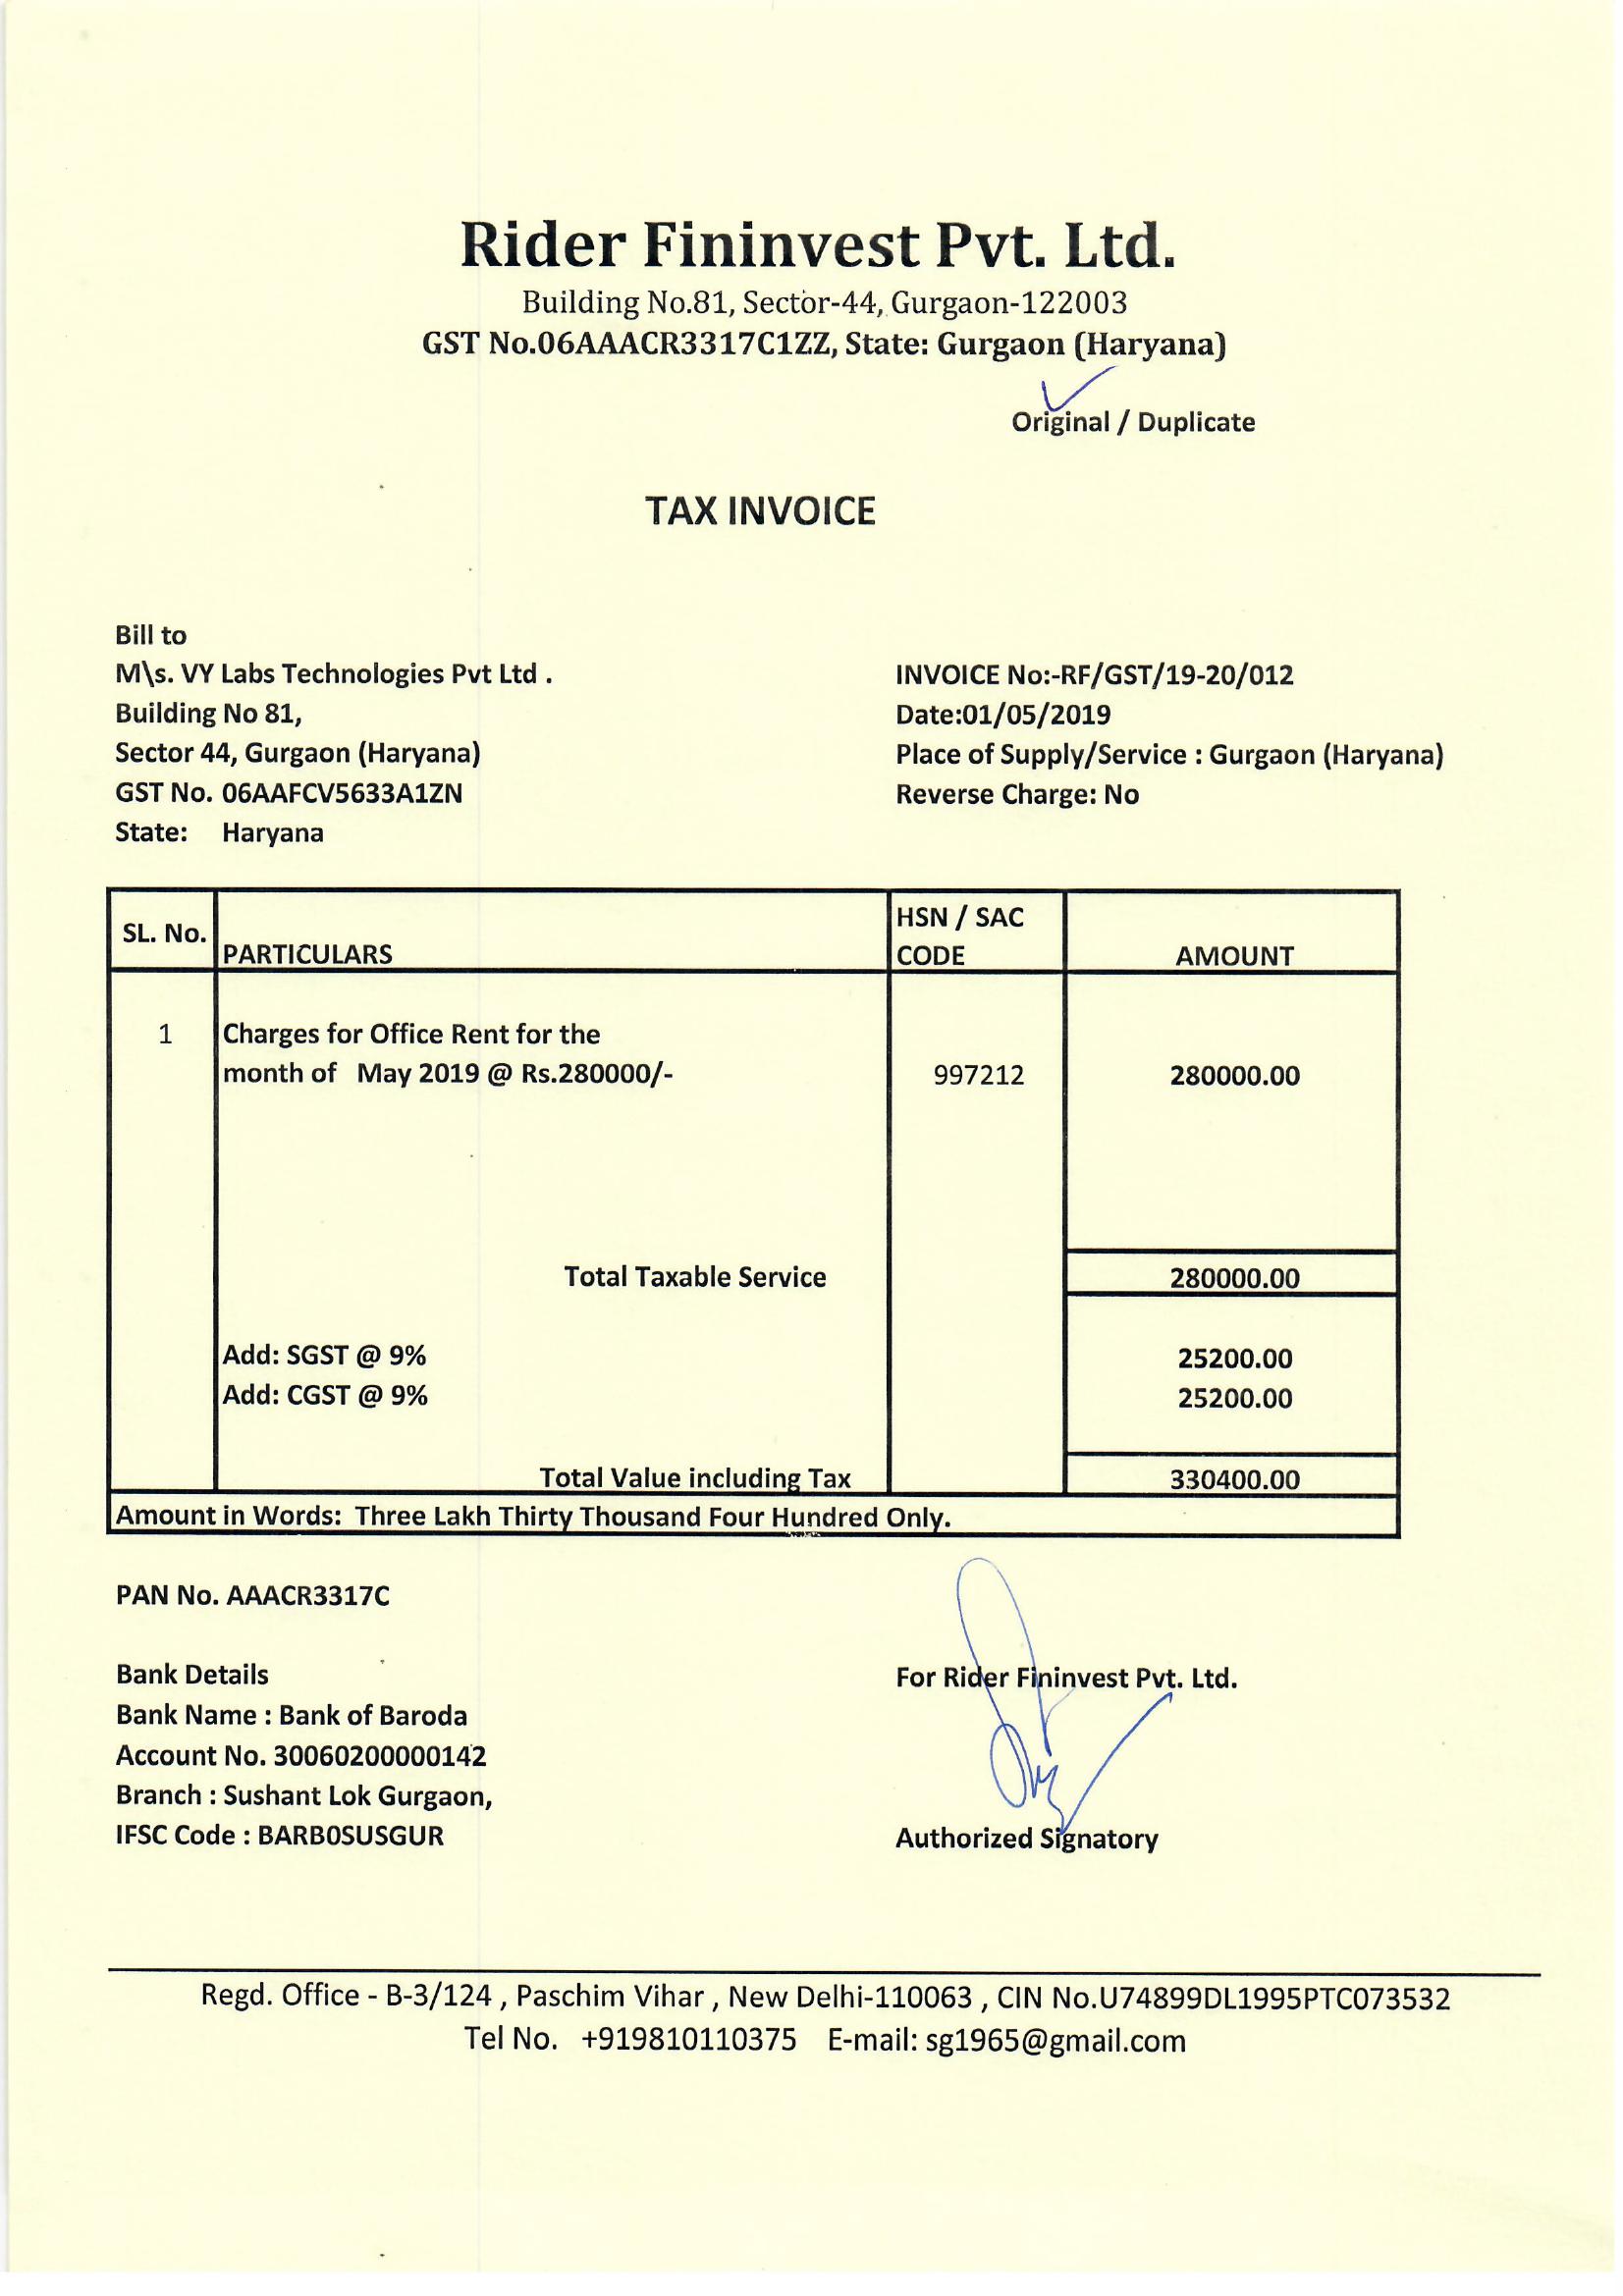 Rider Fininvest Pvt. Ltd.
Building No.81, Sector-44, Gurgaon-122003
GST No.06AAACR3317C1ZZ, State: Gurgaon (Haryana)
Original / Duplicate
TAX INVOICE
Bill to
M\s. VY Labs Technologies Pvt Ltd .
INVOICE No:-RF/GST/19-20/012
Building No 81,
Date:01/05/2019
Sector 44, Gurgaon (Haryana)
Place of Supply/Service : Gurgaon (Haryana)
GST No. 06AAFCV5633A1ZN
Reverse Charge: No
State: Haryana
SL. No. PARTICULARS HSN / SAC CODE AMOUNT
1 Charges for Office Rent for the
month of May 2019 @ Rs.280000/- 997212 280000.00
Total Taxable Service 280000.00
Add: SGST @ 9% 25200.00
Add: CGST @ 9% 25200.00
Total Value including Tax 330400.00
Amount in Words: Three Lakh Thirty Thousand Four Hundred Only.
PAN No. AAACR3317C
Bank Details
For Rider Fininvest Pvt. Ltd.
Bank Name : Bank of Baroda
Account No. 30060200000142
Branch : Sushant Lok Gurgaon,
IFSC Code : BARB0SUSGUR
Authorized Signatory
Regd. Office - B-3/124 , Paschim Vihar , New Delhi-110063 , CIN No.U74899DL1995PTC073532
Tel No. +919810110375 E-mail: sg1965@gmail.com